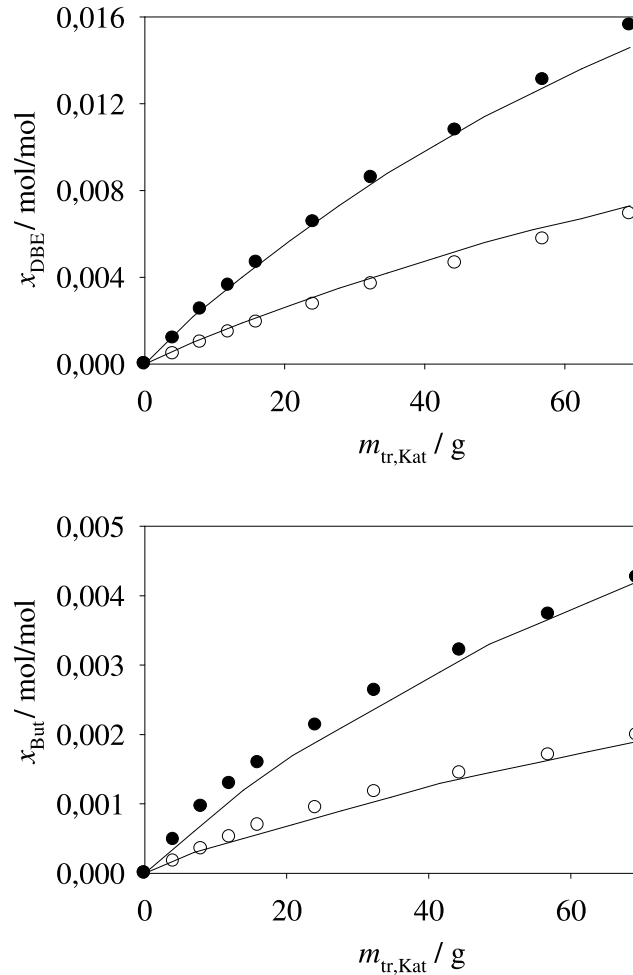 0,016
0,012
0,008
0,004
0,000
x_DBE / mol/mol
0 20 40 60
m_tr,Kat / g
0,005
0,004
0,003
0,002
0,001
0,000
x_But / mol/mol
0 20 40 60
m_tr,Kat / g